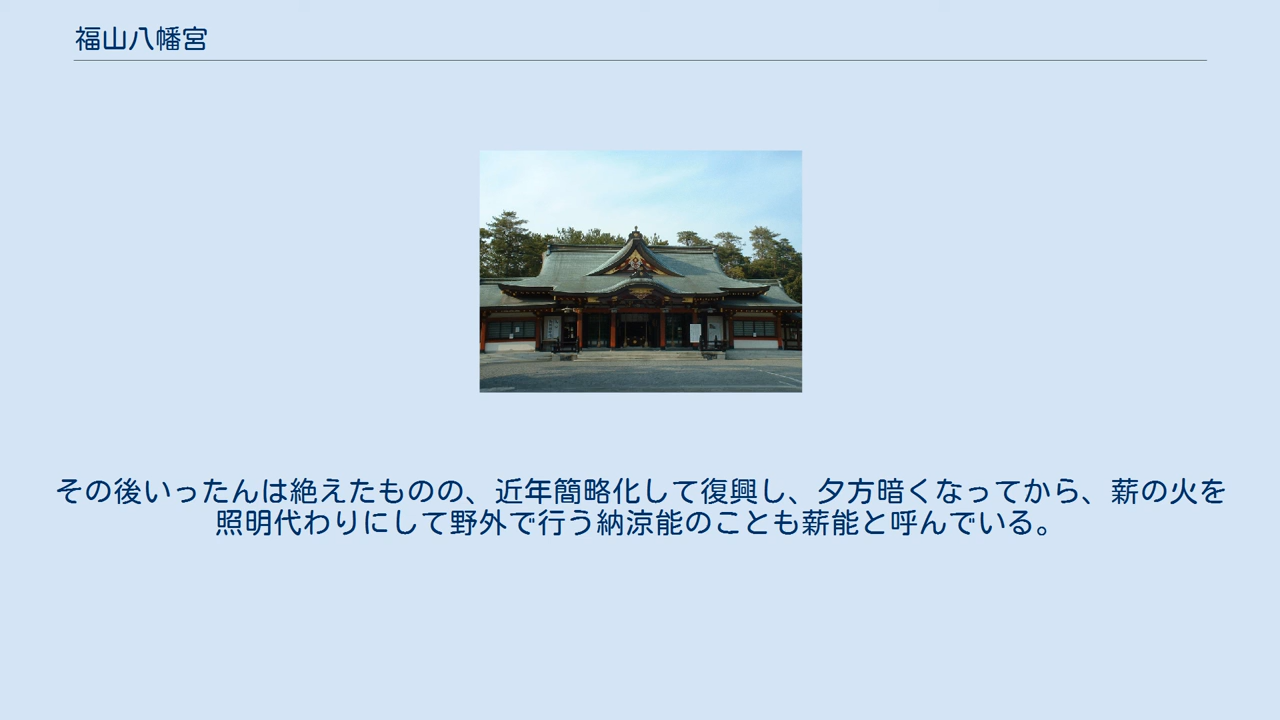 福山八幡宮
その後いったんは絶えたものの、近年簡略化して復興し、夕方暗くなってから、薪の火を
照明代わりにして野外で行う納涼能のことも薪能と呼んでいる。